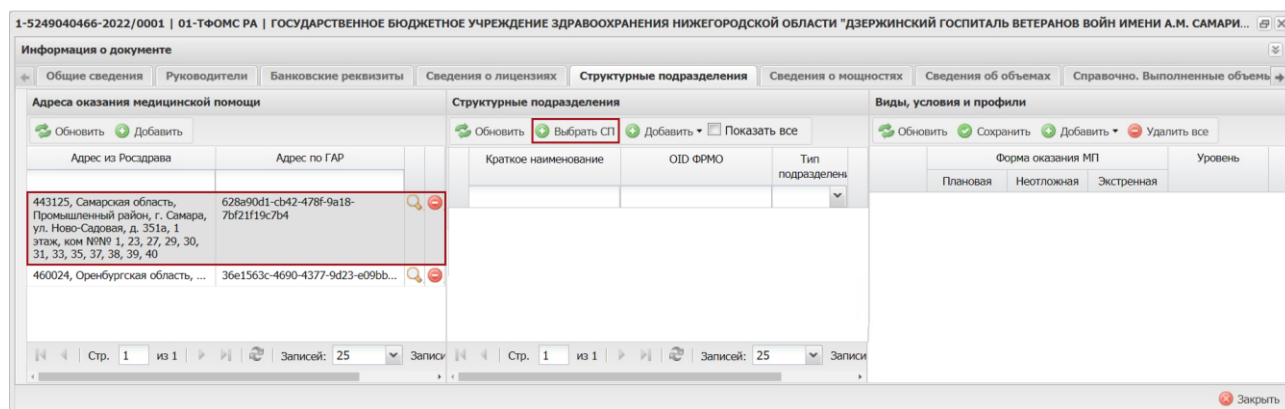 1-5249040466-2022/0001 | 01-ТФОМС РА | ГОСУДАРСТВЕННОЕ БЮДЖЕТНОЕ УЧРЕЖДЕНИЕ ЗДРАВООХРАНЕНИЯ НИЖЕГОРОДСКОЙ ОБЛАСТИ "ДЗЕРЖИНСКИЙ ГОСПИТАЛЬ ВЕТЕРАНОВ ВОЙН ИМЕНИ А.М. САМАРИ...
Информация о документе
Общие сведения Руководители Банковские реквизиты Сведения о лицензиях Структурные подразделения Сведения о мощностях Сведения об объемах Справочно. Выполненные объемы
Адреса оказания медицинской помощи
Обновить Добавить
Адрес из Росздрава Адрес по ГАР
443125, Самарская область,
Промышленный район, г. Самара,
ул. Ново-Садовая, д. 351а, 1
этаж, ком №№ 1, 23, 27, 29, 30,
31, 33, 35, 37, 38, 39, 40
628a90d1-cb42-478f-9a18-
7bf21f19c7b4
460024, Оренбургская область, ... 36e1563c-4690-4377-9d23-e09bb...
Стр. 1 из 1 Записей: 25 Записи
Структурные подразделения
Обновить Выбрать СП Добавить Показать все
Краткое наименование OID ФРМО Тип
подразделени
Стр. 1 из 1 Записей: 25 Записи
Виды, условия и профили
Обновить Сохранить Добавить Удалить все
Форма оказания МП Уровень
Плановая Неотложная Экстренная
Закрыть